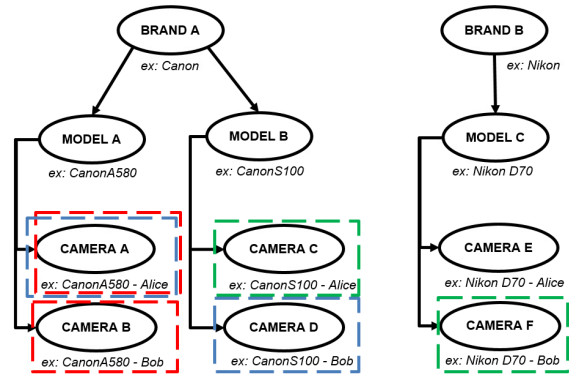 BRAND A
ex: Canon
BRAND B
ex: Nikon
MODEL A
ex: CanonA580
MODEL B
ex: CanonS100
MODEL C
ex: Nikon D70
CAMERA A
ex: CanonA580 - Alice
CAMERA C
ex: CanonS100 - Alice
CAMERA E
ex: Nikon D70 - Alice
CAMERA B
ex: CanonA580 - Bob
CAMERA D
ex: CanonS100 - Bob
CAMERA F
ex: Nikon D70 - Bob